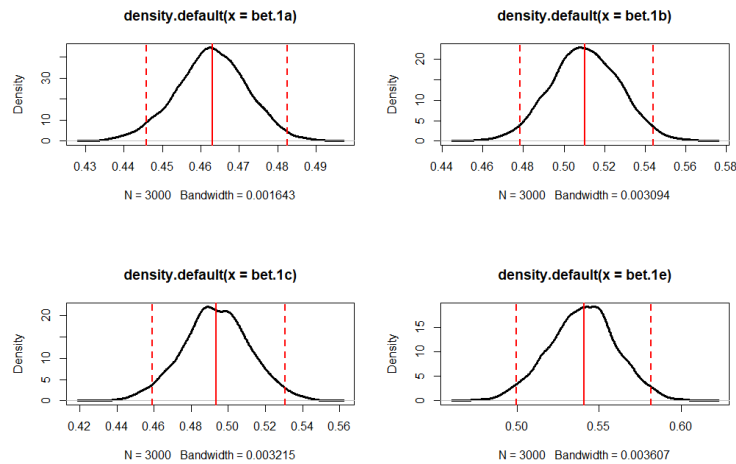 density.default(x = bet.1a)
Density
0 10 30
0.43 0.44 0.45 0.46 0.47 0.48 0.49
N = 3000 Bandwidth = 0.001643
density.default(x = bet.1b)
Density
0 5 10 20
0.44 0.46 0.48 0.50 0.52 0.54 0.56 0.58
N = 3000 Bandwidth = 0.003094
density.default(x = bet.1c)
Density
0 5 10 20
0.42 0.44 0.46 0.48 0.50 0.52 0.54 0.56
N = 3000 Bandwidth = 0.003215
density.default(x = bet.1e)
Density
0 5 10 15
0.50 0.55 0.60
N = 3000 Bandwidth = 0.003607